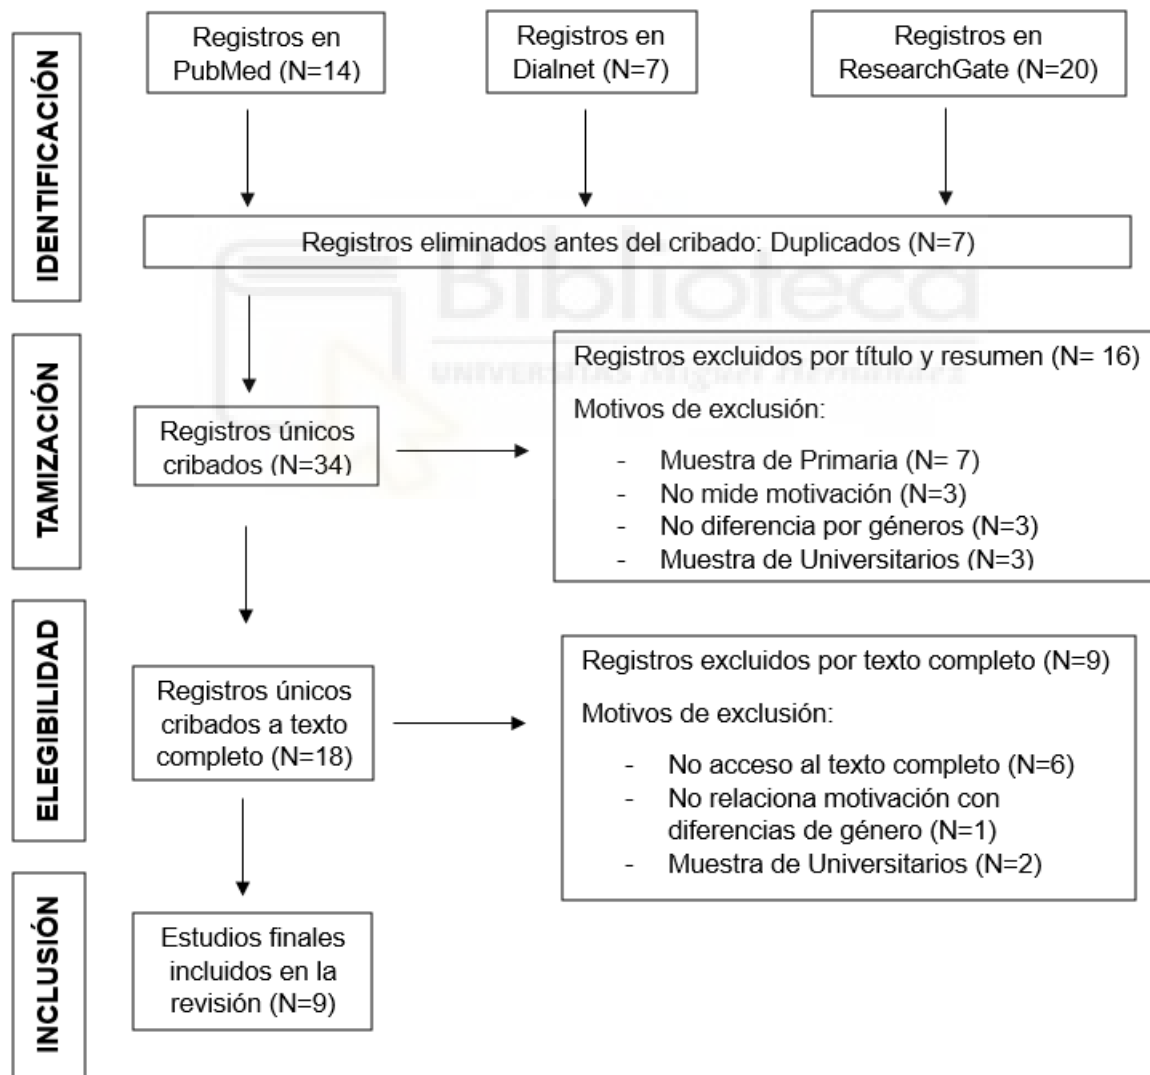 IDENTIFICACIÓN
Registros en
PubMed (N=14)
Registros en
Dialnet (N=7)
Registros en
ResearchGate (N=20)
Registros eliminados antes del cribado: Duplicados (N=7)
Biblioteca
UNIVERSITAS Miguel Hernández
TAMIZACIÓN
Registros únicos
cribados (N=34)
Registros excluidos por título y resumen (N= 16)
Motivos de exclusión:
- Muestra de Primaria (N= 7)
- No mide motivación (N=3)
- No diferencia por géneros (N=3)
- Muestra de Universitarios (N=3)
ELEGIBILIDAD
Registros únicos
cribados a texto
completo (N=18)
Registros excluidos por texto completo (N=9)
Motivos de exclusión:
- No acceso al texto completo (N=6)
- No relaciona motivación con
diferencias de género (N=1)
- Muestra de Universitarios (N=2)
INCLUSIÓN
Estudios finales
incluidos en la
revisión (N=9)